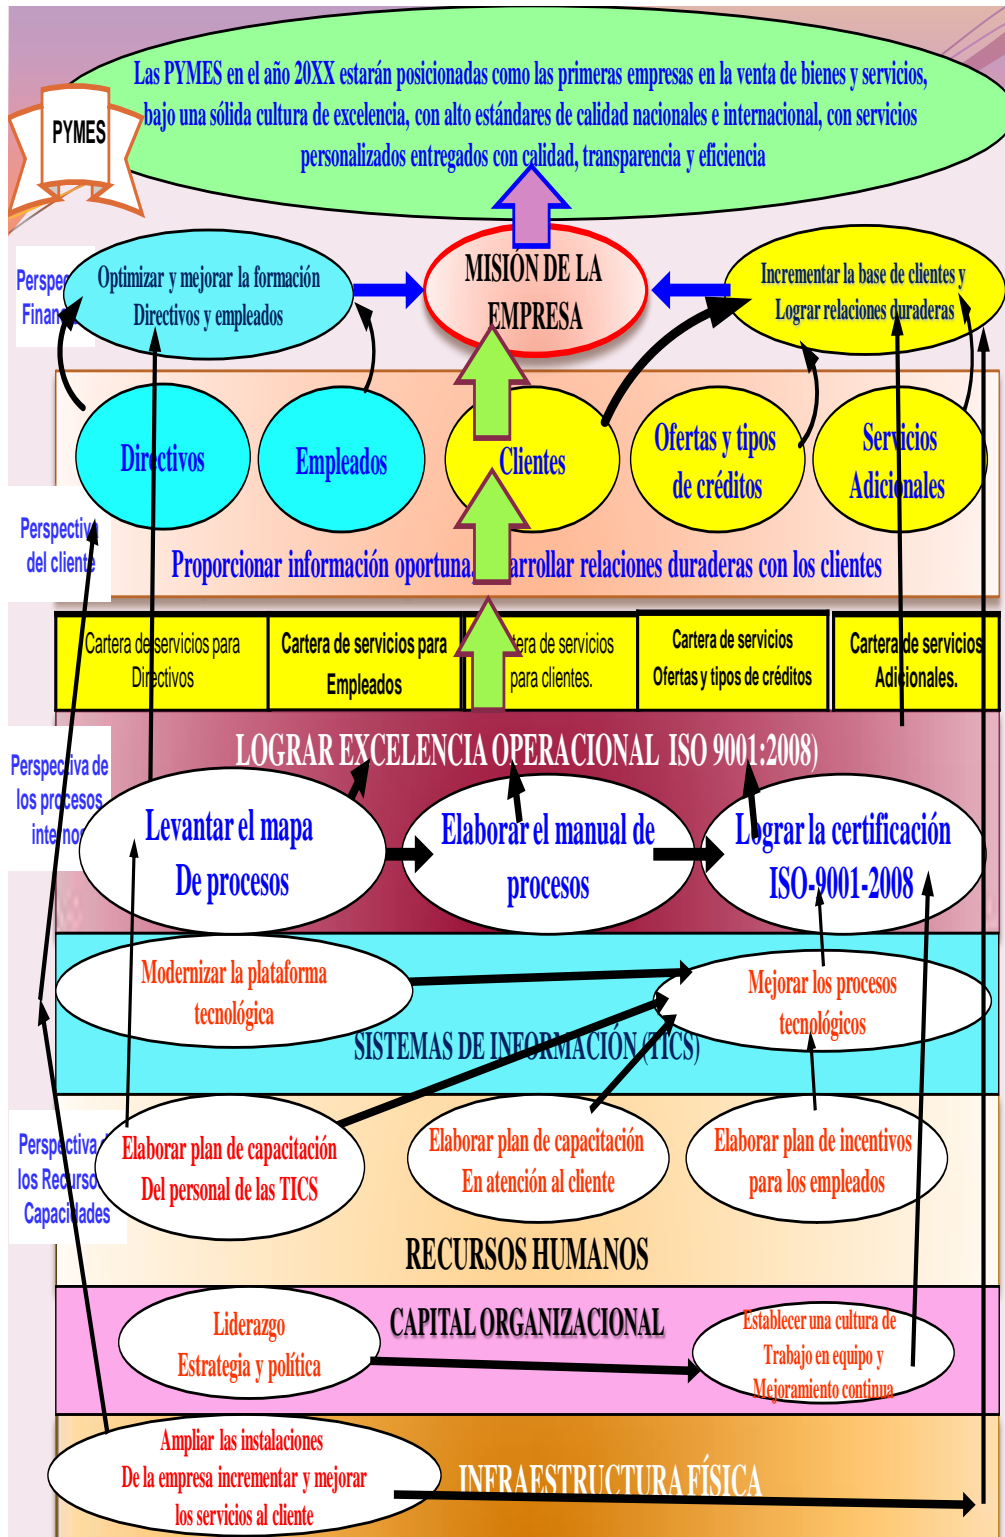 Las PYMES en el año 20XX estarán posicionadas como las primeras empresas en la venta de bienes y servicios,
bajo una sólida cultura de excelencia, con alto estándares de calidad nacionales e internacional, con servicios
personalizados entregados con calidad, transparencia y eficiencia
PYMES
MISIÓN DE LA
EMPRESA
Optimizar y mejorar la formación
Directivos y empleados
Incrementar la base de clientes y
Lograr relaciones duraderas
Directivos
Empleados
Clientes
Ofertas y tipos
de créditos
Servicios
Adicionales
Perspectiva
del cliente
Proporcionar información oportuna. relaciones duraderas con los clientes
Cartera de servicios para
Directivos
Cartera de servicios para
Empleados
de servicios
para clientes.
Cartera de servicios
Ofertas y tipos de créditos
Cartera de servicios
Adicionales.
LOGRAR EXCELENCIA OPERACIONAL ISO 9001:2008)
Perspectiva de
los procesos
Levantar el mapa
De procesos
Elaborar el manual de
procesos
Lograr la certificación
ISO-9001-2008
Modernizar la plataforma
tecnológica
Mejorar los procesos
tecnológicos
SISTEMAS DE INFORMACIÓN (TICS)
los
Capacidades
Elaborar plan de capacitación
Del personal de las TICS
Elaborar plan de capacitación
En atención al cliente
Elaborar plan de incentivos
para los empleados
RECURSOS HUMANOS
CAPITAL ORGANIZACIONAL
Liderazgo
Estrategia y política
Establecer una cultura de
Trabajo en equipo y
Mejoramiento continua
Ampliar las instalaciones
De la empresa incrementar y mejorar
los servicios al cliente
INFRAESTRUCTURA FÍSICA